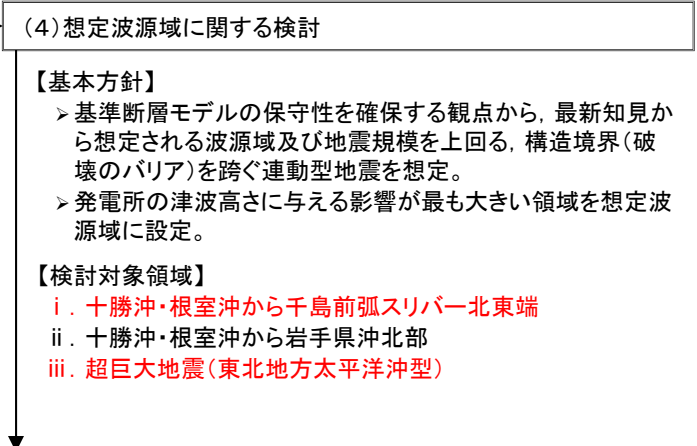 （４）想定波源域に関する検討
【基本方針】
➢基準断層モデルの保守性を確保する観点から，最新知見か
ら想定される波源域及び地震規模を上回る，構造境界（破
壊のバリア）を跨ぐ連動型地震を想定。
➢発電所の津波高さに与える影響が最も大きい領域を想定波
源域に設定。
【検討対象領域】
ⅰ．十勝沖・根室沖から千島前弧スリバー北東端
ⅱ．十勝沖・根室沖から岩手県沖北部
ⅲ．超巨大地震（東北地方太平洋沖型）